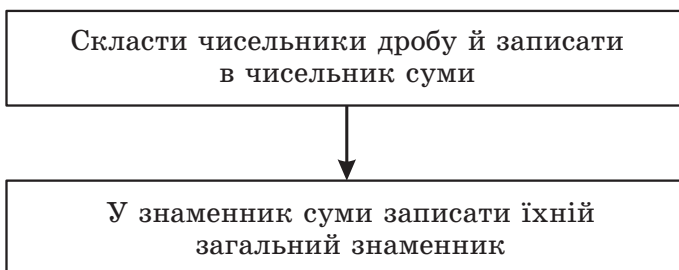 Скласти чисельники дробу й записати
в чисельник суми
У знаменник суми записати їхній
загальний знаменник